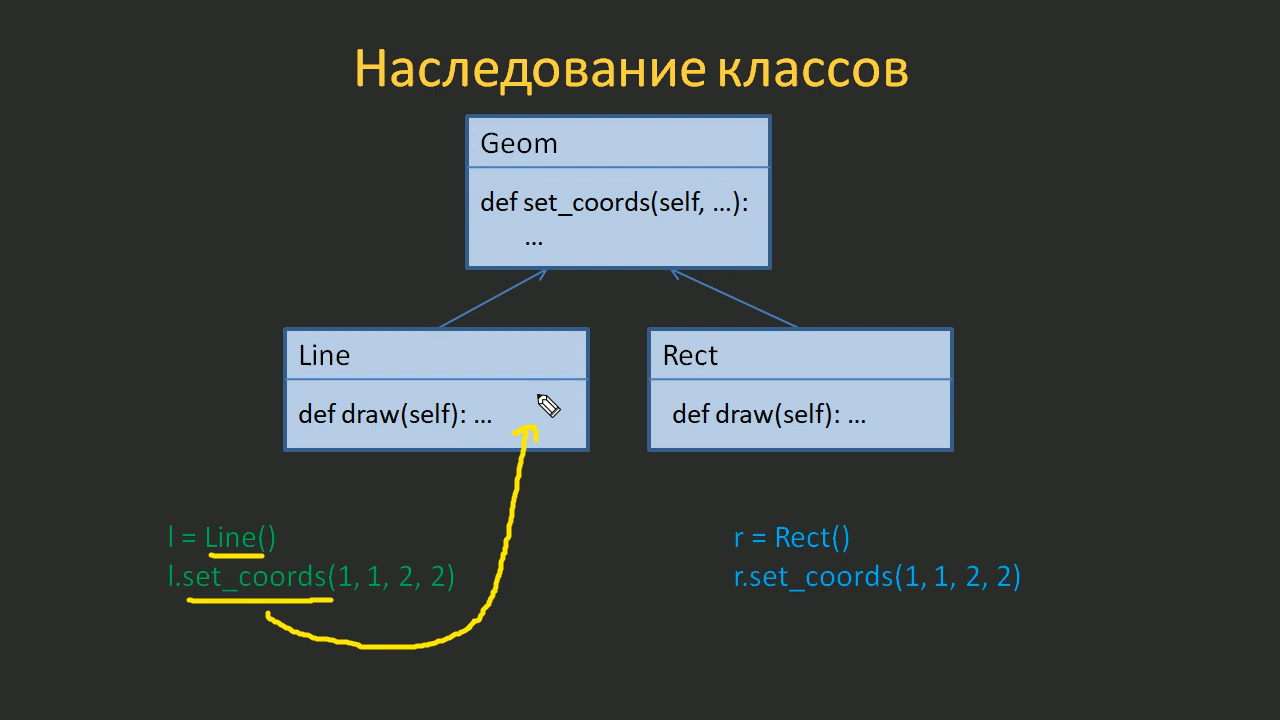 Наследование классов
Geom
def set_coords(self, ...):
...
Line
def draw(self): ...
Rect
def draw(self): ...
l = Line()
l.set_coords(1, 1, 2, 2)
r = Rect()
r.set_coords(1, 1, 2, 2)